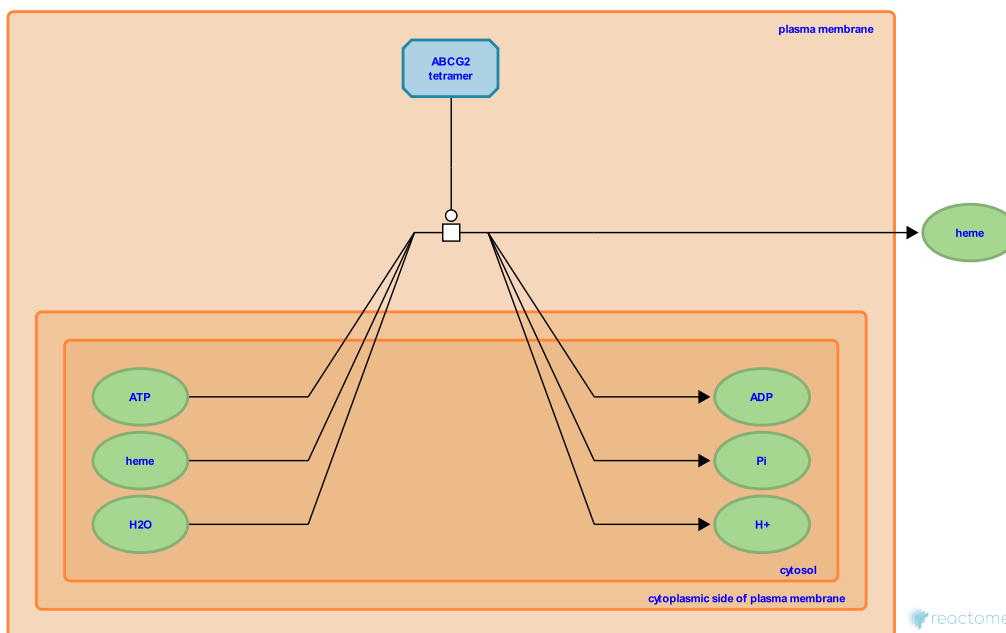 plasma membrane
ABCG2
tetramer
heme
ATP
ADP
heme
Pi
H2O
H+
cytosol
cytoplasmic side of plasma membrane
reactome